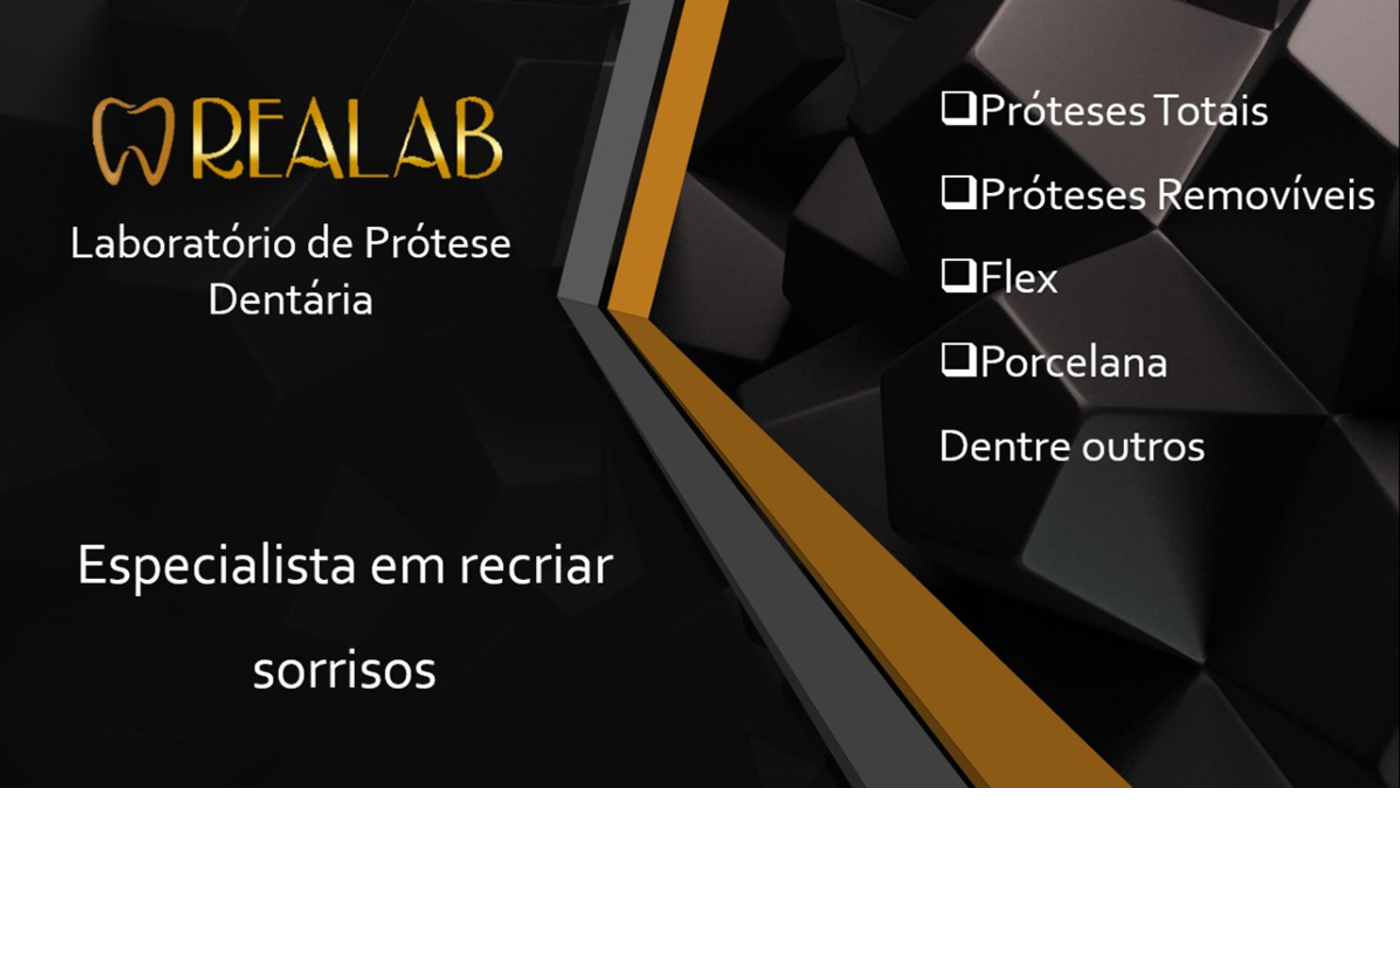 REALAB
Laboratório de Prótese
Dentária
Especialista em recriar
sorrisos
❑Próteses Totais
❑Próteses Removíveis
❑Flex
❑Porcelana
Dentre outros